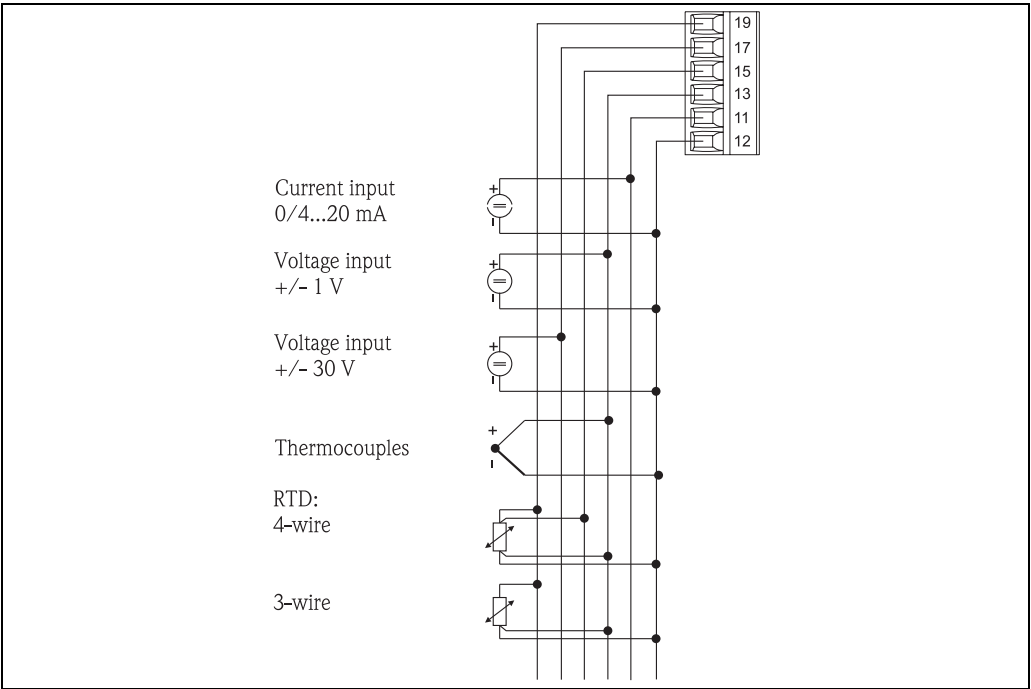 19
17
15
13
11
12
Current input
0/4...20 mA
+
-
Voltage input
+/- 1 V
+
-
Voltage input
+/- 30 V
+
-
Thermocouples
+
-
RTD:
4-wire
3-wire